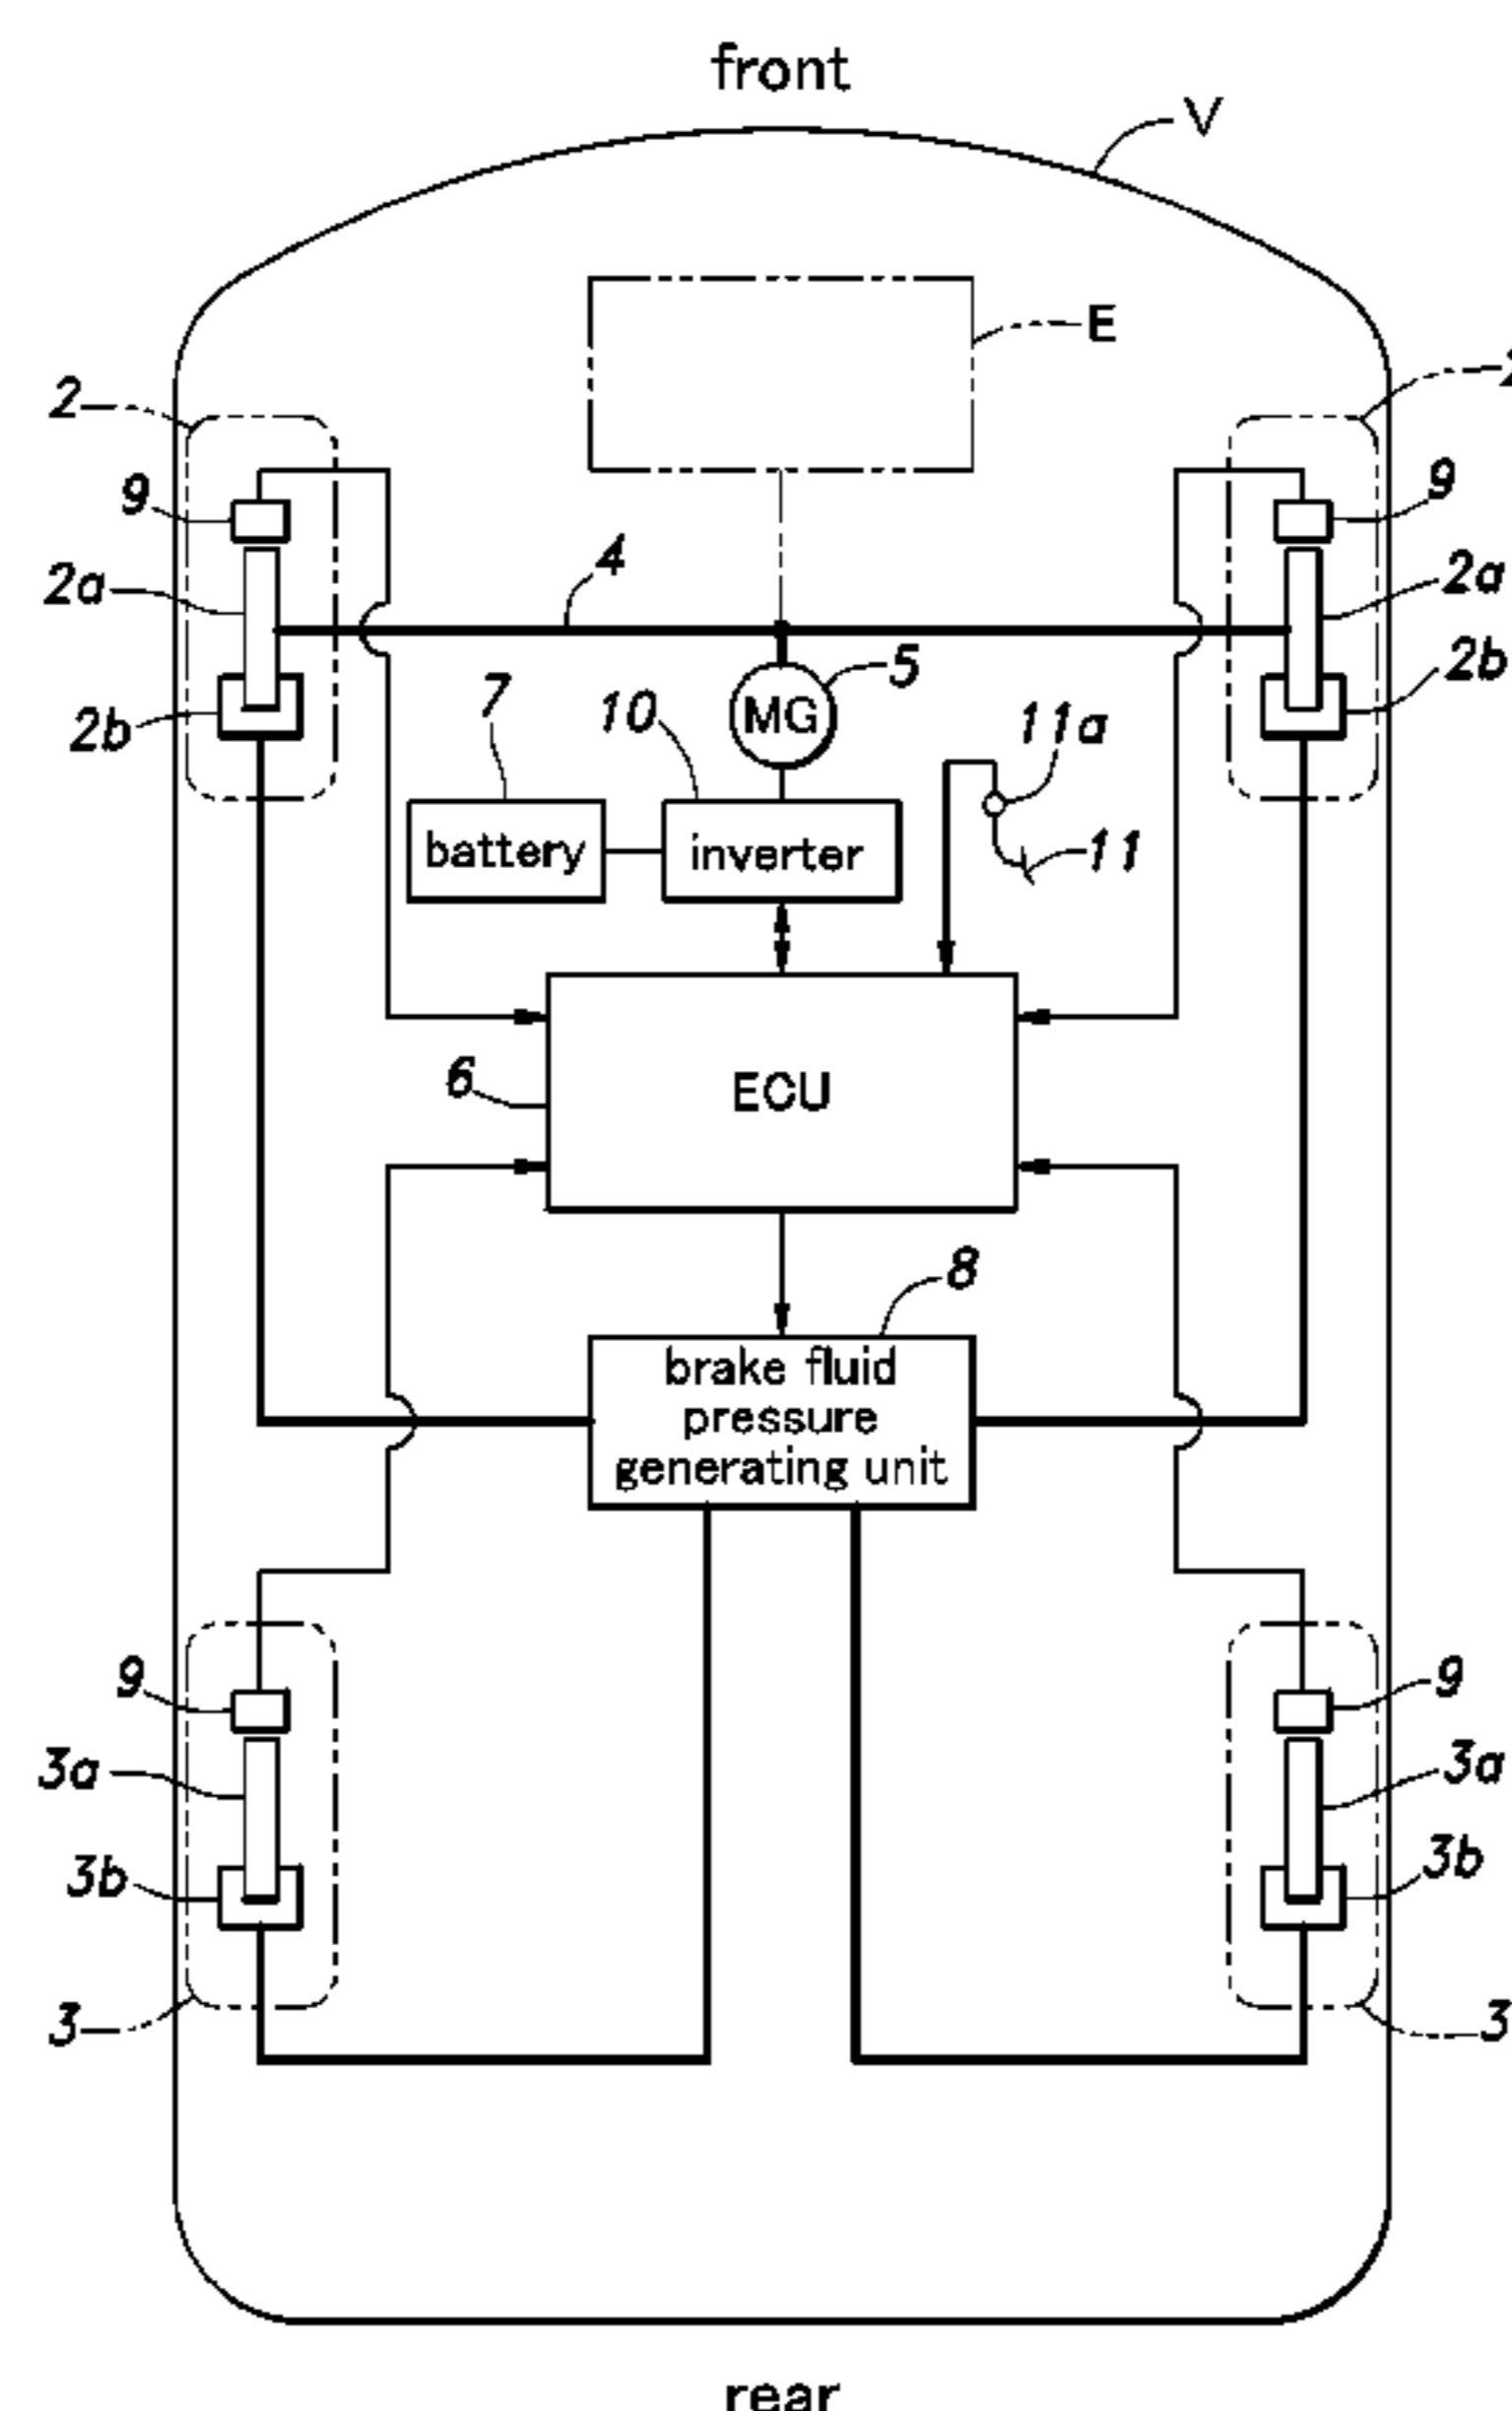 front
V
E
2
9
9
2a
4
2a
2b
5
2b
7
10
MG
11a
battery
inverter
11
6
ECU
8
brake fluid
pressure
generating unit
9
9
3a
3a
3b
3b
3
3
rear